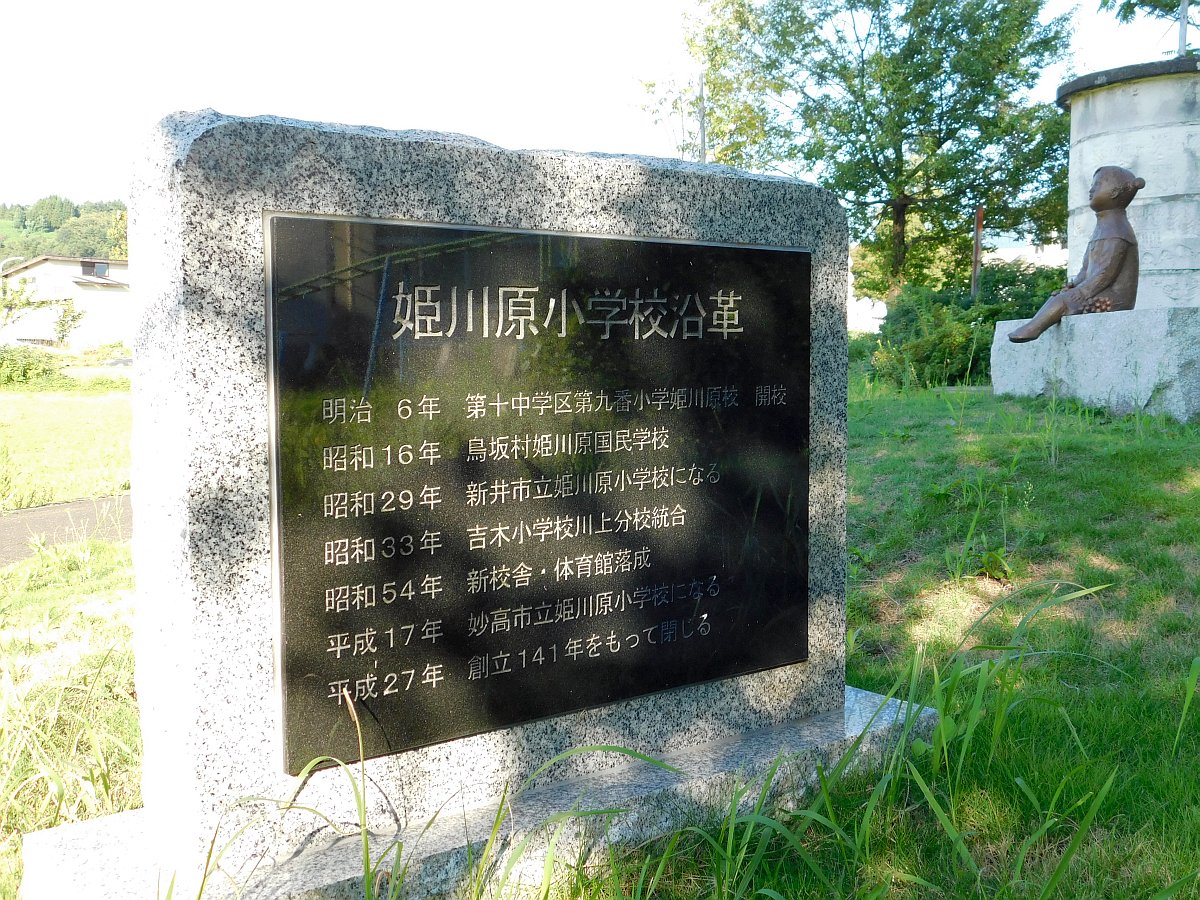 姫川原小学校沿革
明治 6年 第十中学区第九番小学姫川原校 開校
昭和16年 鳥坂村姫川原国民学校
昭和29年 新井市立姫川原小学校になる
昭和33年 吉木小学校川上分校統合
昭和54年 新校舎・体育館落成
平成17年 妙高市立姫川原小学校になる
平成27年 創立141年をもって閉じる